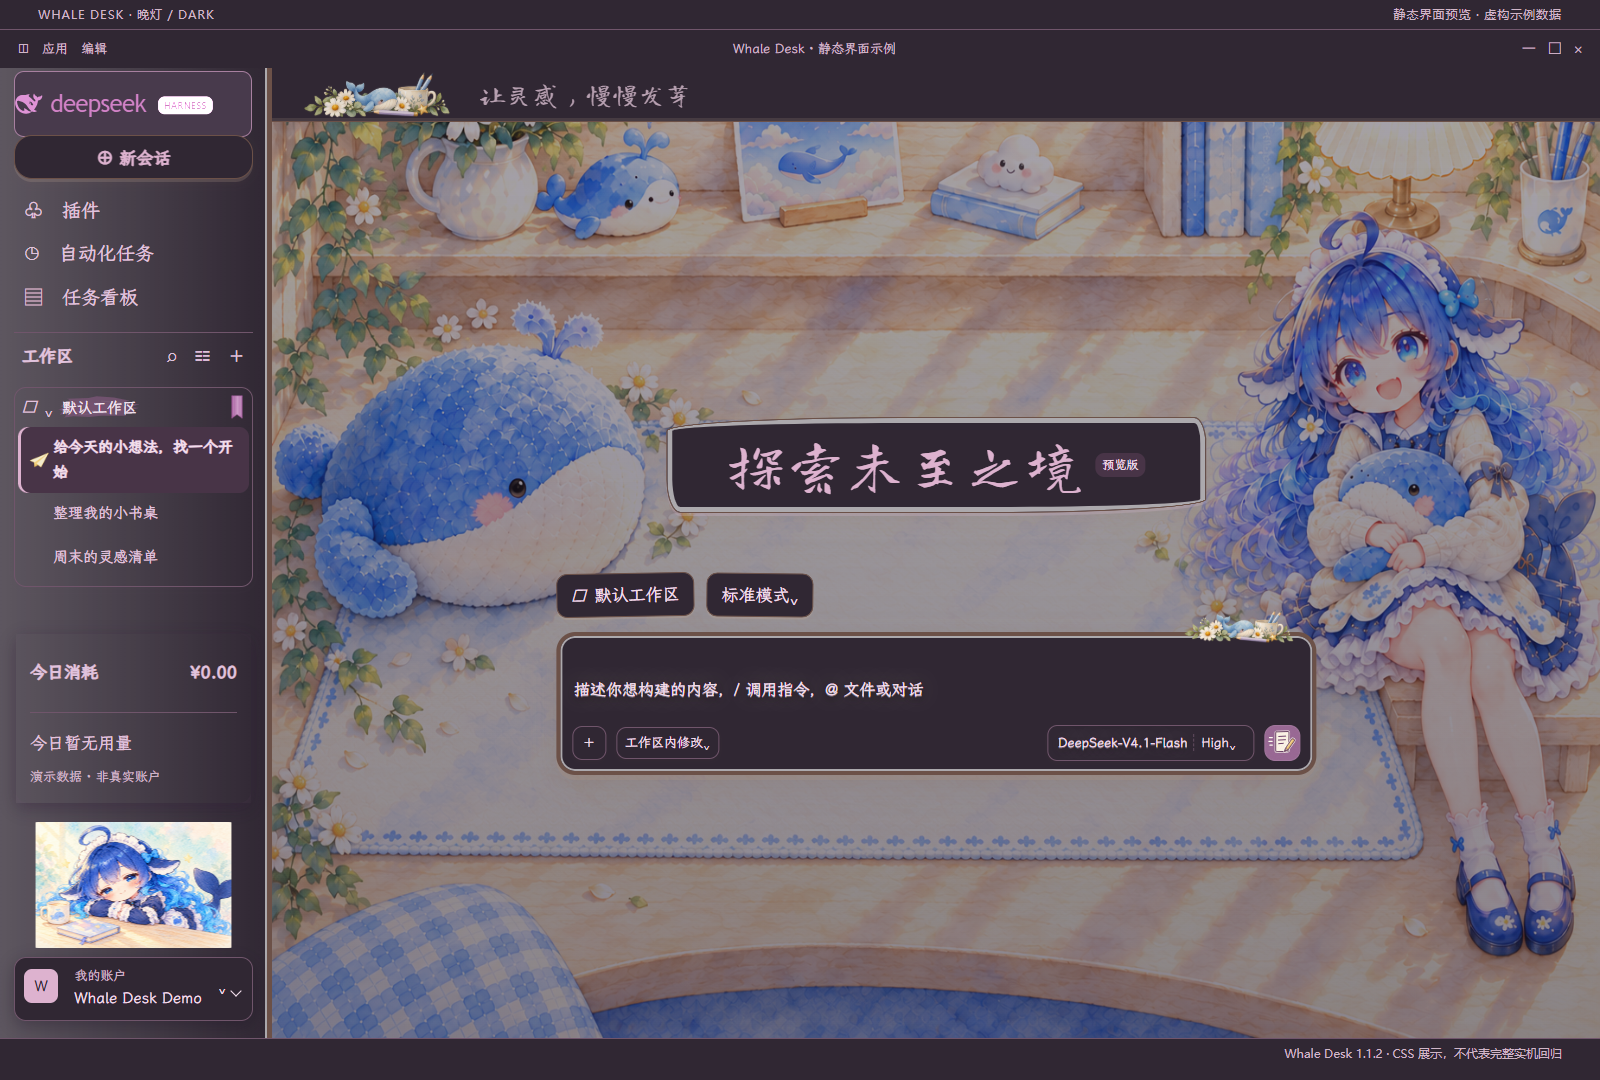 WHALE DESK · 晚灯 / DARK
静态界面预览 · 虚构示例数据
应用 编辑
Whale Desk · 静态界面示例
deepseek HARNESS
让灵感，慢慢发芽
新会话
插件
自动化任务
任务看板
工作区
默认工作区
给今天的小想法，找一个开
始
整理我的小书桌
周末的灵感清单
探索未至之境 预览版
默认工作区 标准模式
描述你想构建的内容，/ 调用指令，@ 文件或对话
工作区内修改
DeepSeek-V4.1-Flash High
今日消耗 ¥0.00
今日暂无用量
演示数据 · 非真实账户
W
我的账户
Whale Desk Demo
Whale Desk 1.1.2 · CSS 展示，不代表完整实机回归